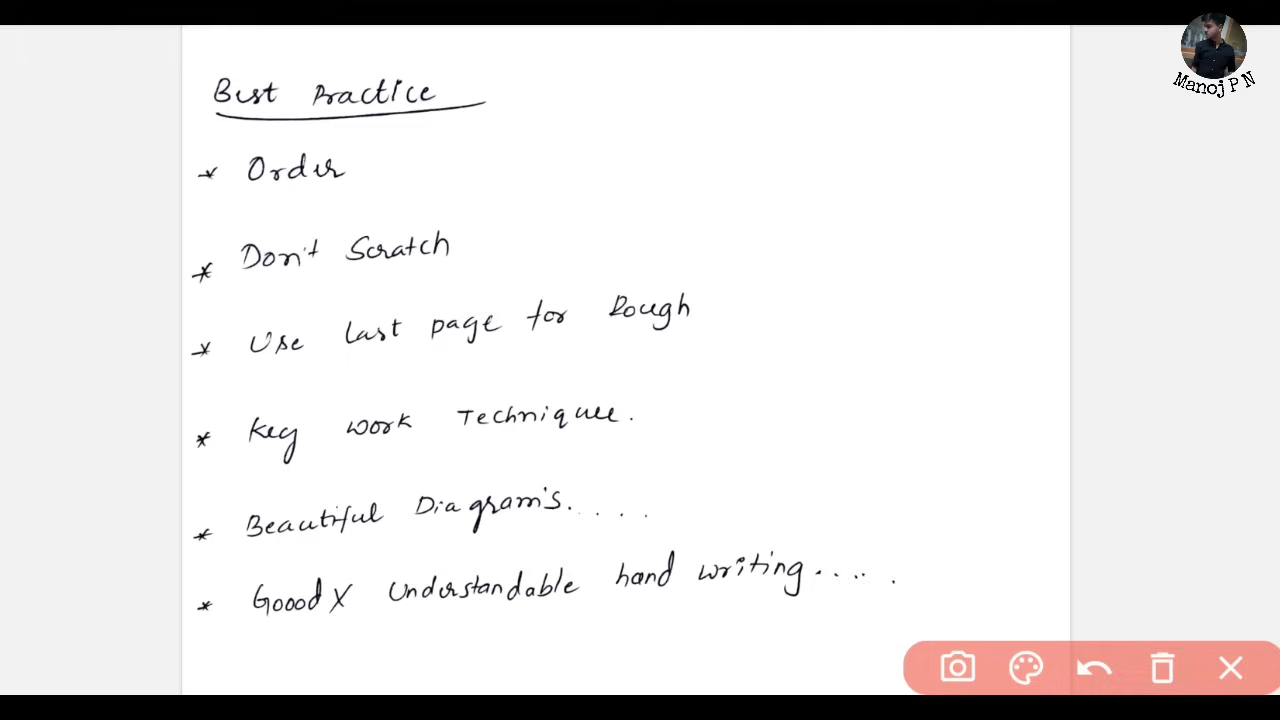 Manoj P N
Best Practice
* Order
* Don't Scratch
* Use last page for Rough
* Key work Technique.
* Beautiful Diagram's.....
* Goood X Understandable hand writing.....